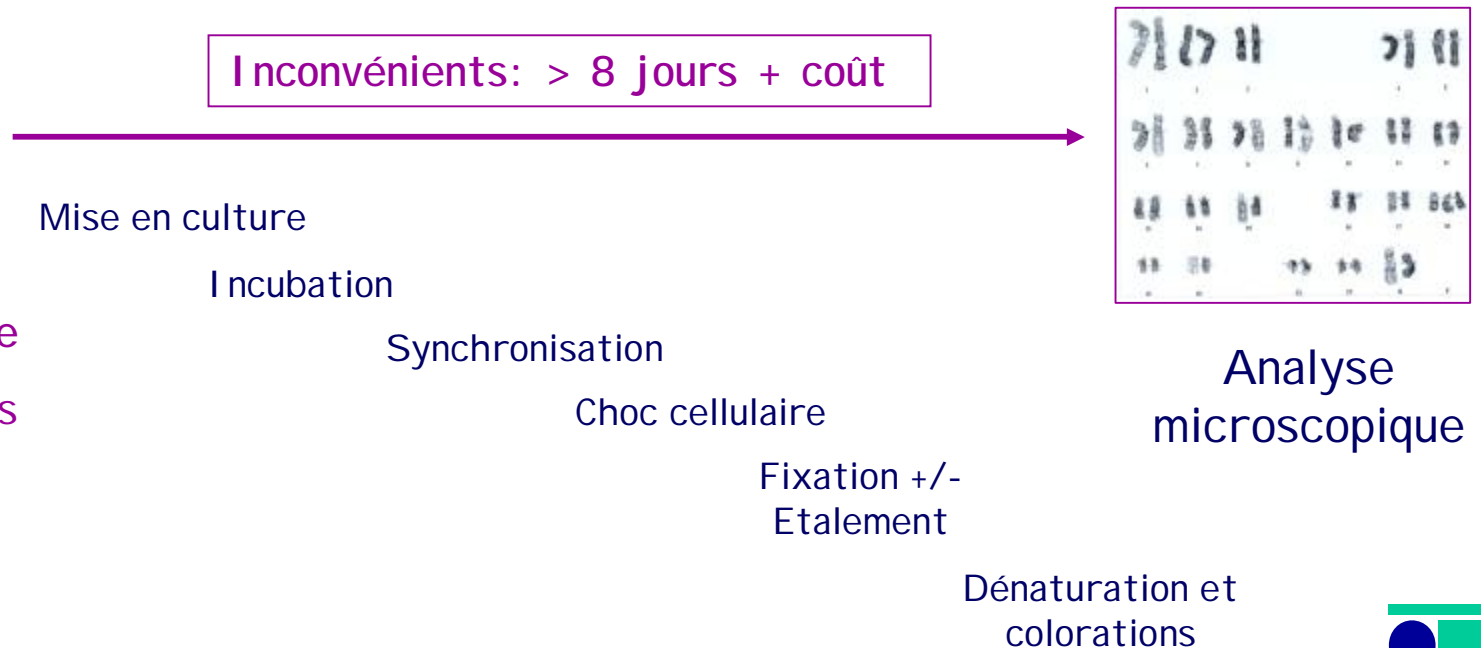 Inconvénients: > 8 jours + coût
Mise en culture
Incubation
e
Synchronisation
s
Choc cellulaire
Fixation +/-
Etalement
Dénaturation et
colorations
Analyse
microscopique